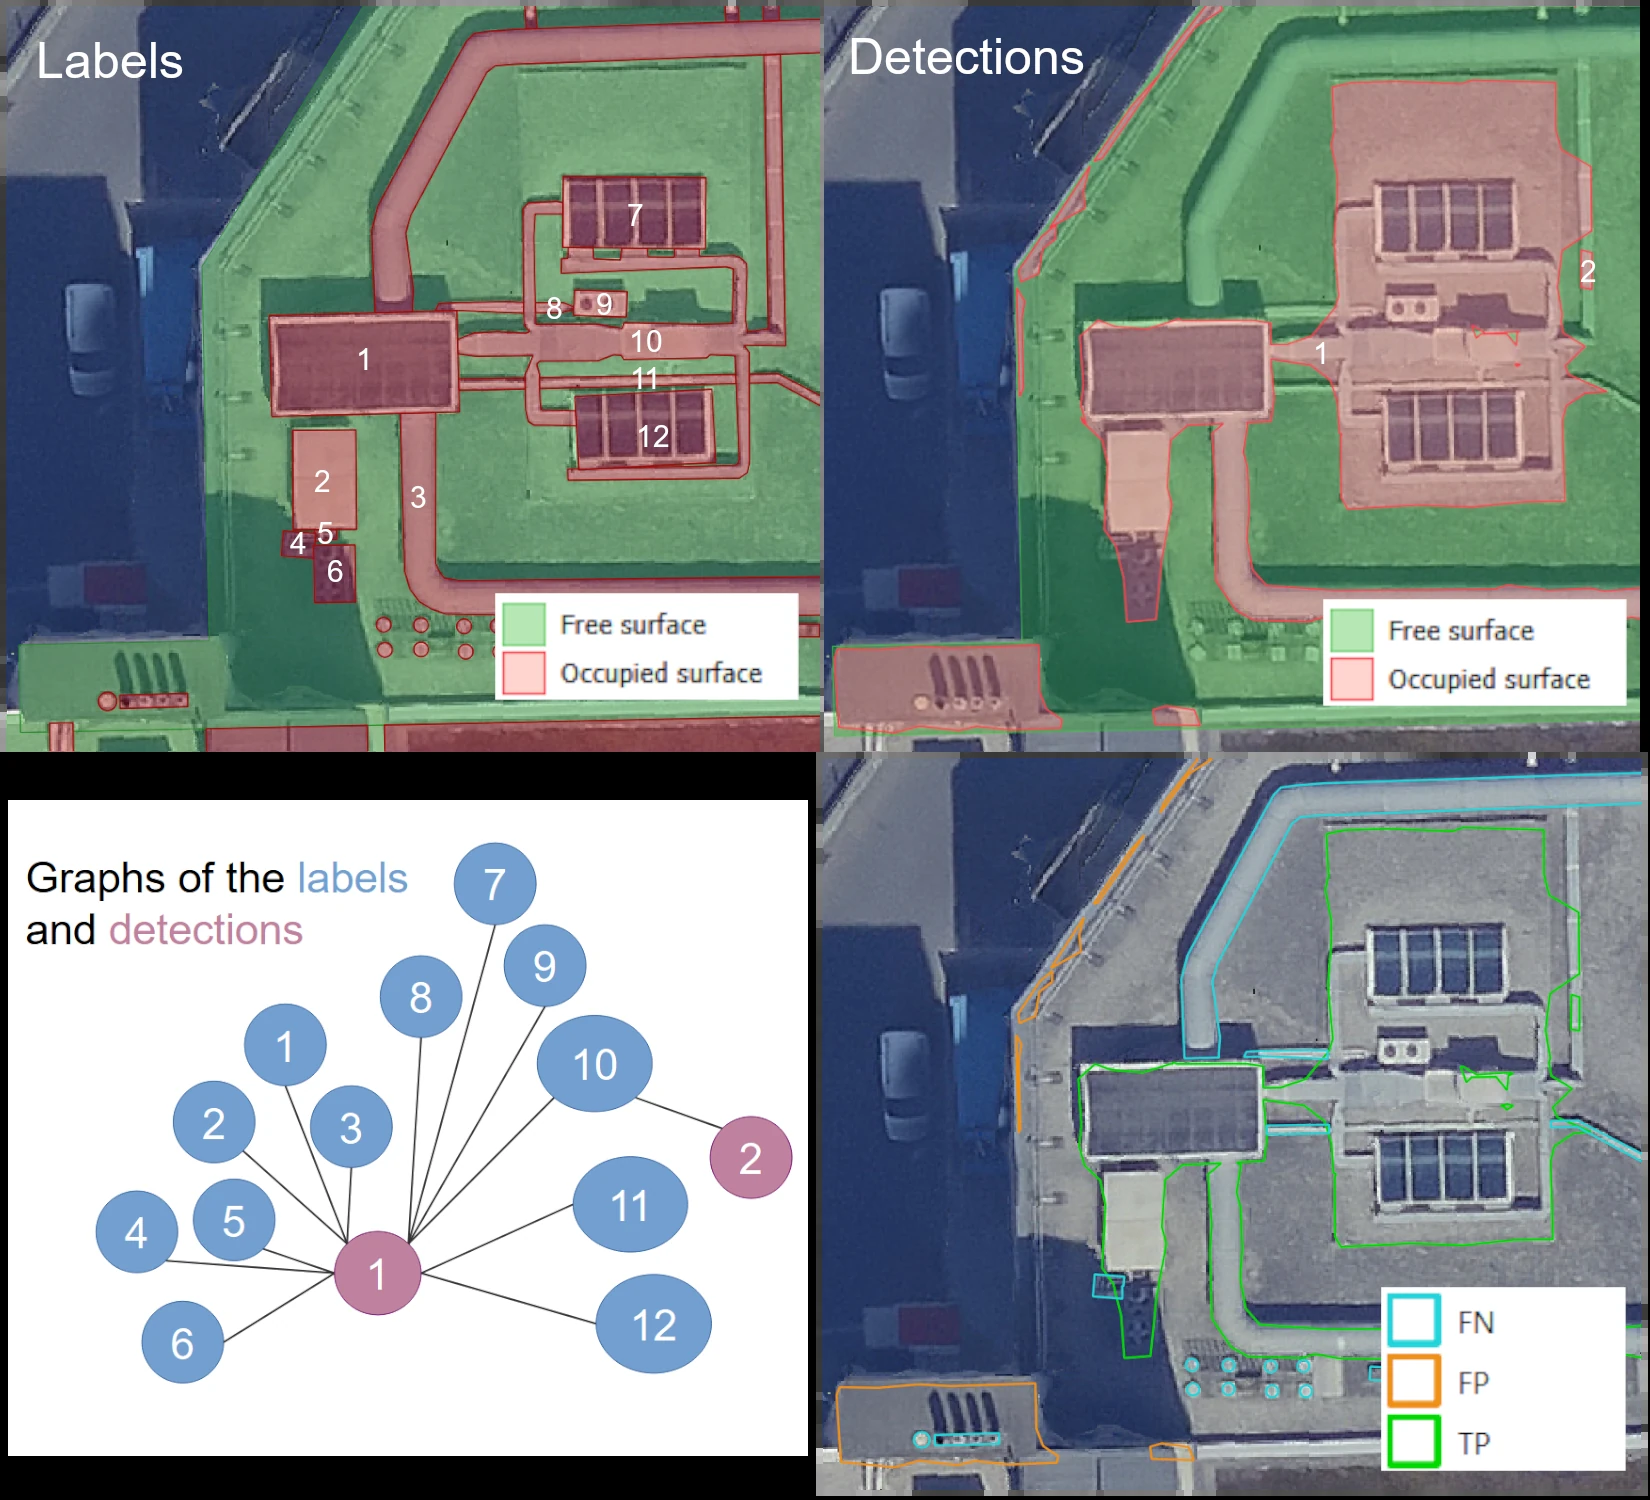 Labels
7
8
9
10
1
11
12
2
3
5
4
6
Free surface
Occupied surface
Detections
2
1
Free surface
Occupied surface
Graphs of the labels
and detections
7
9
8
1
10
2
3
2
11
5
4
1
12
6
FN
FP
TP